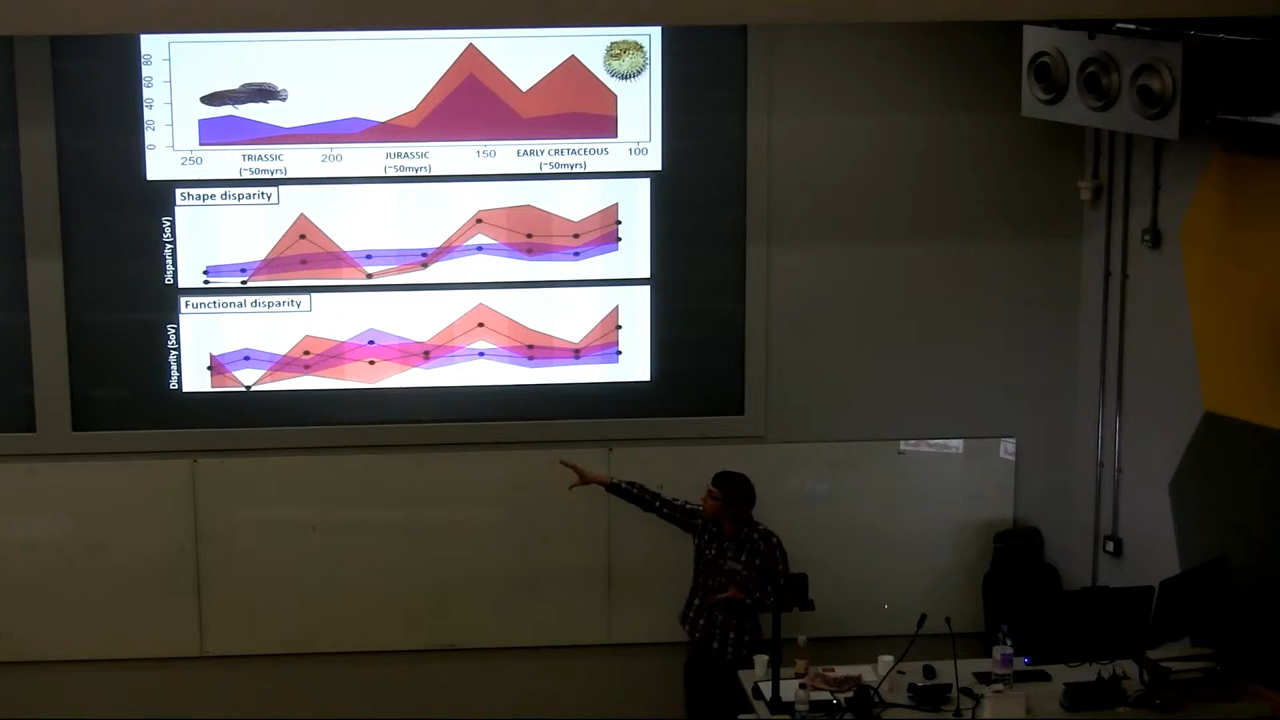 80
60
40
20
0
250
200
150
100
TRIASSIC
(~50myrs)
JURASSIC
(~50myrs)
EARLY CRETACEOUS
(~50myrs)
Shape disparity
Disparity (SoV)
Functional disparity
Disparity (SoV)